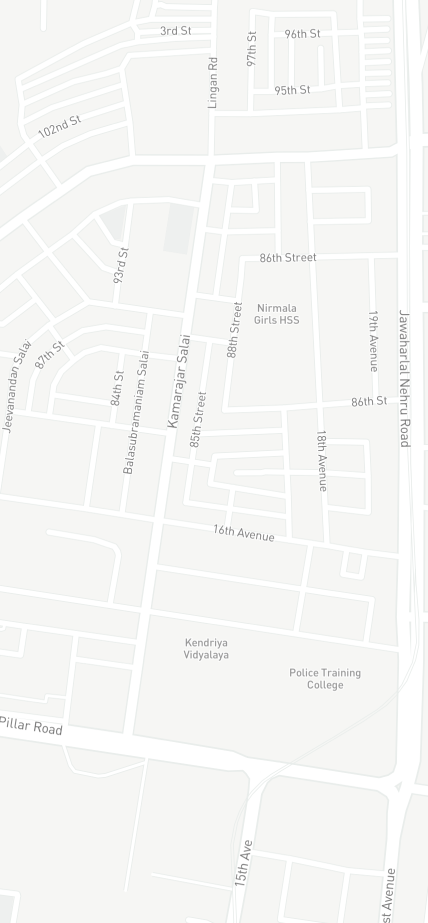 3rd St
96th St
97th St
Lingan Rd
95th St
102nd St
86th Street
93rd St
Nirmala
Girls HSS
19th Avenue
Jawaharlal Nehru Road
88th Street
87th St
Jeevanandan Salai
Kamarajar Salai
84th St
Balasubramaniam Salai
85th Street
86th St
18th Avenue
16th Avenue
Kendriya
Vidyalaya
Police Training
College
Pillar Road
15th Ave
st Avenue